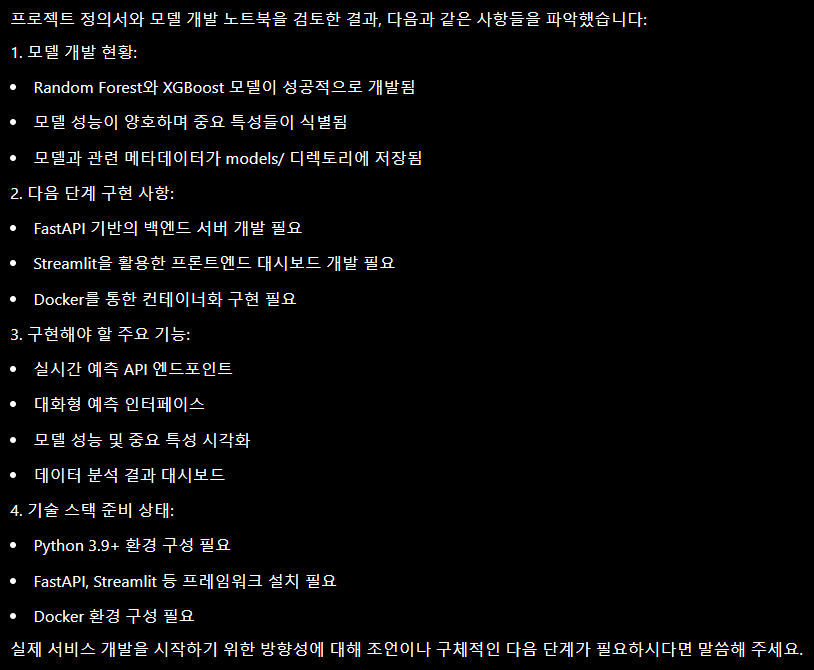 프로젝트 정의서와 모델 개발 노트북을 검토한 결과, 다음과 같은 사항들을 파악했습니다:
1. 모델 개발 현황:
• Random Forest와 XGBoost 모델이 성공적으로 개발됨
• 모델 성능이 양호하며 중요 특성들이 식별됨
• 모델과 관련 메타데이터가 models/ 디렉토리에 저장됨
2. 다음 단계 구현 사항:
• FastAPI 기반의 백엔드 서버 개발 필요
• Streamlit을 활용한 프론트엔드 대시보드 개발 필요
• Docker를 통한 컨테이너화 구현 필요
3. 구현해야 할 주요 기능:
• 실시간 예측 API 엔드포인트
• 대화형 예측 인터페이스
• 모델 성능 및 중요 특성 시각화
• 데이터 분석 결과 대시보드
4. 기술 스택 준비 상태:
• Python 3.9+ 환경 구성 필요
• FastAPI, Streamlit 등 프레임워크 설치 필요
• Docker 환경 구성 필요
실제 서비스 개발을 시작하기 위한 방향성에 대해 조언이나 구체적인 다음 단계가 필요하시다면 말씀해 주세요.